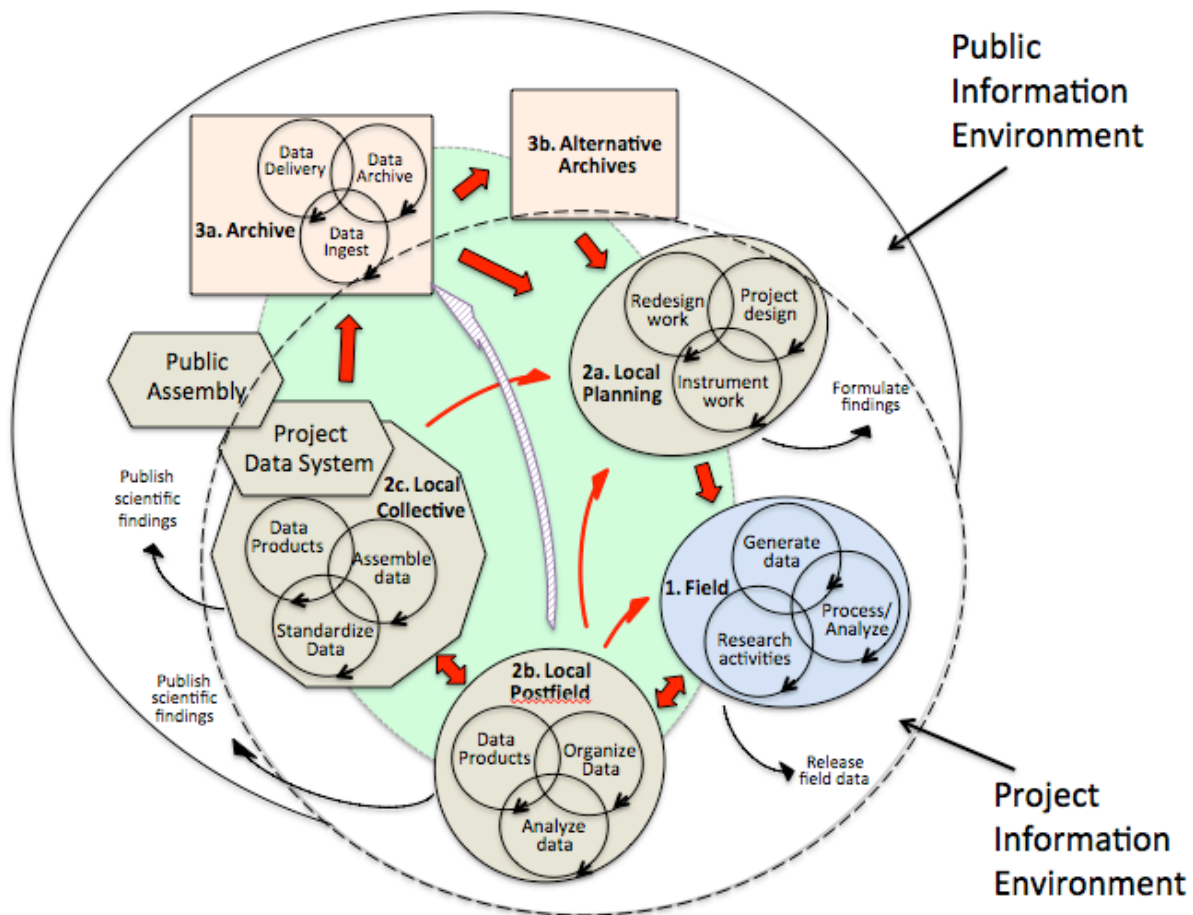 Public
Information
Environment
Data
Delivery
Data
Archive
3a. Archive
Data
Ingest
3b. Alternative
Archives
Redesign
work
Project
design
2a. Local
Planning
Instrument
work
Formulate
findings
Public
Assembly
Project
Data System
2c. Local
Collective
Publish
scientific
findings
Data
Products
Assemble
data
Standardize
Data
Generate
data
1. Field
Process/
Analyze
Research
activities
Publish
scientific
findings
2b. Local
Postfield
Data
Products
Organize
Data
Analyze
data
Release
field data
Project
Information
Environment